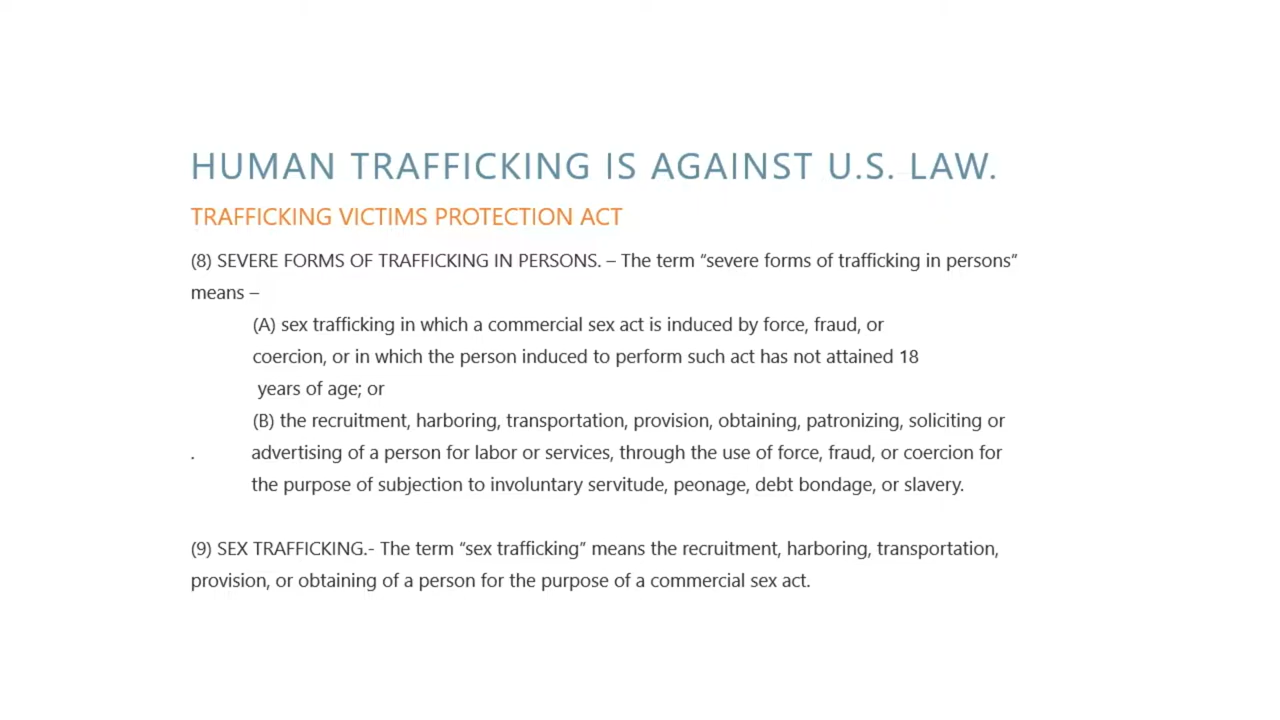 HUMAN TRAFFICKING IS AGAINST U.S. LAW.
TRAFFICKING VICTIMS PROTECTION ACT
(8) SEVERE FORMS OF TRAFFICKING IN PERSONS. – The term “severe forms of trafficking in persons”
means –
(A) sex trafficking in which a commercial sex act is induced by force, fraud, or
coercion, or in which the person induced to perform such act has not attained 18
years of age; or
(B) the recruitment, harboring, transportation, provision, obtaining, patronizing, soliciting or
. advertising of a person for labor or services, through the use of force, fraud, or coercion for
the purpose of subjection to involuntary servitude, peonage, debt bondage, or slavery.
(9) SEX TRAFFICKING.- The term “sex trafficking” means the recruitment, harboring, transportation,
provision, or obtaining of a person for the purpose of a commercial sex act.